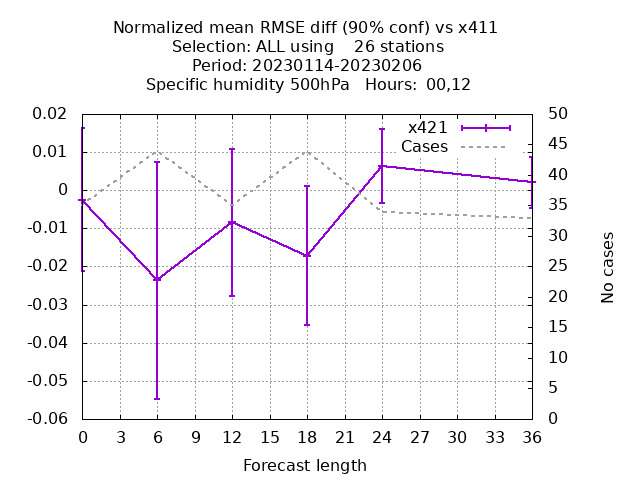 Normalized mean RMSE diff (90% conf) vs x411
Selection: ALL using    26 stations
Period: 20230114-20230206
Specific humidity 500hPa   Hours: 00,12
x421
Cases
0.02
0.01
0
-0.01
-0.02
-0.03
-0.04
-0.05
-0.06
50
45
40
35
30
25
20
15
10
5
0
No cases
0 3 6 9 12 15 18 21 24 27 30 33 36
Forecast length